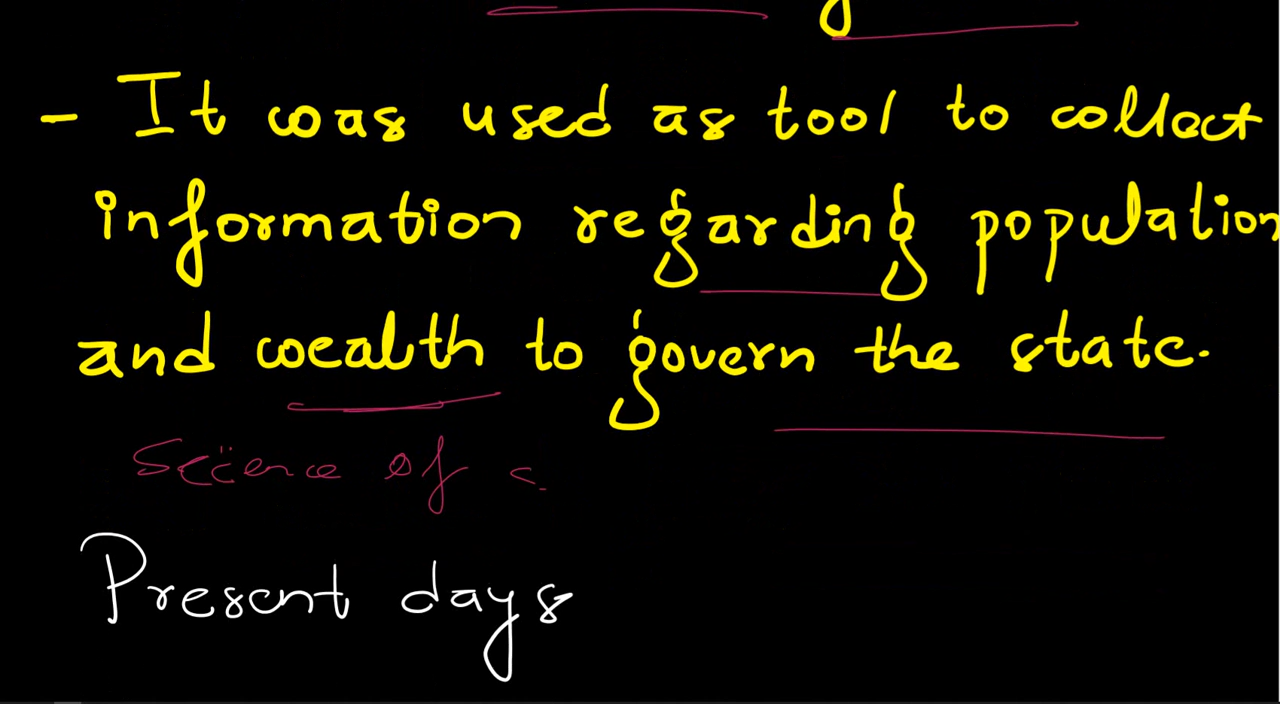 - It was used as tool to collect
information regarding population
and wealth to govern the state.
Science of
Present days